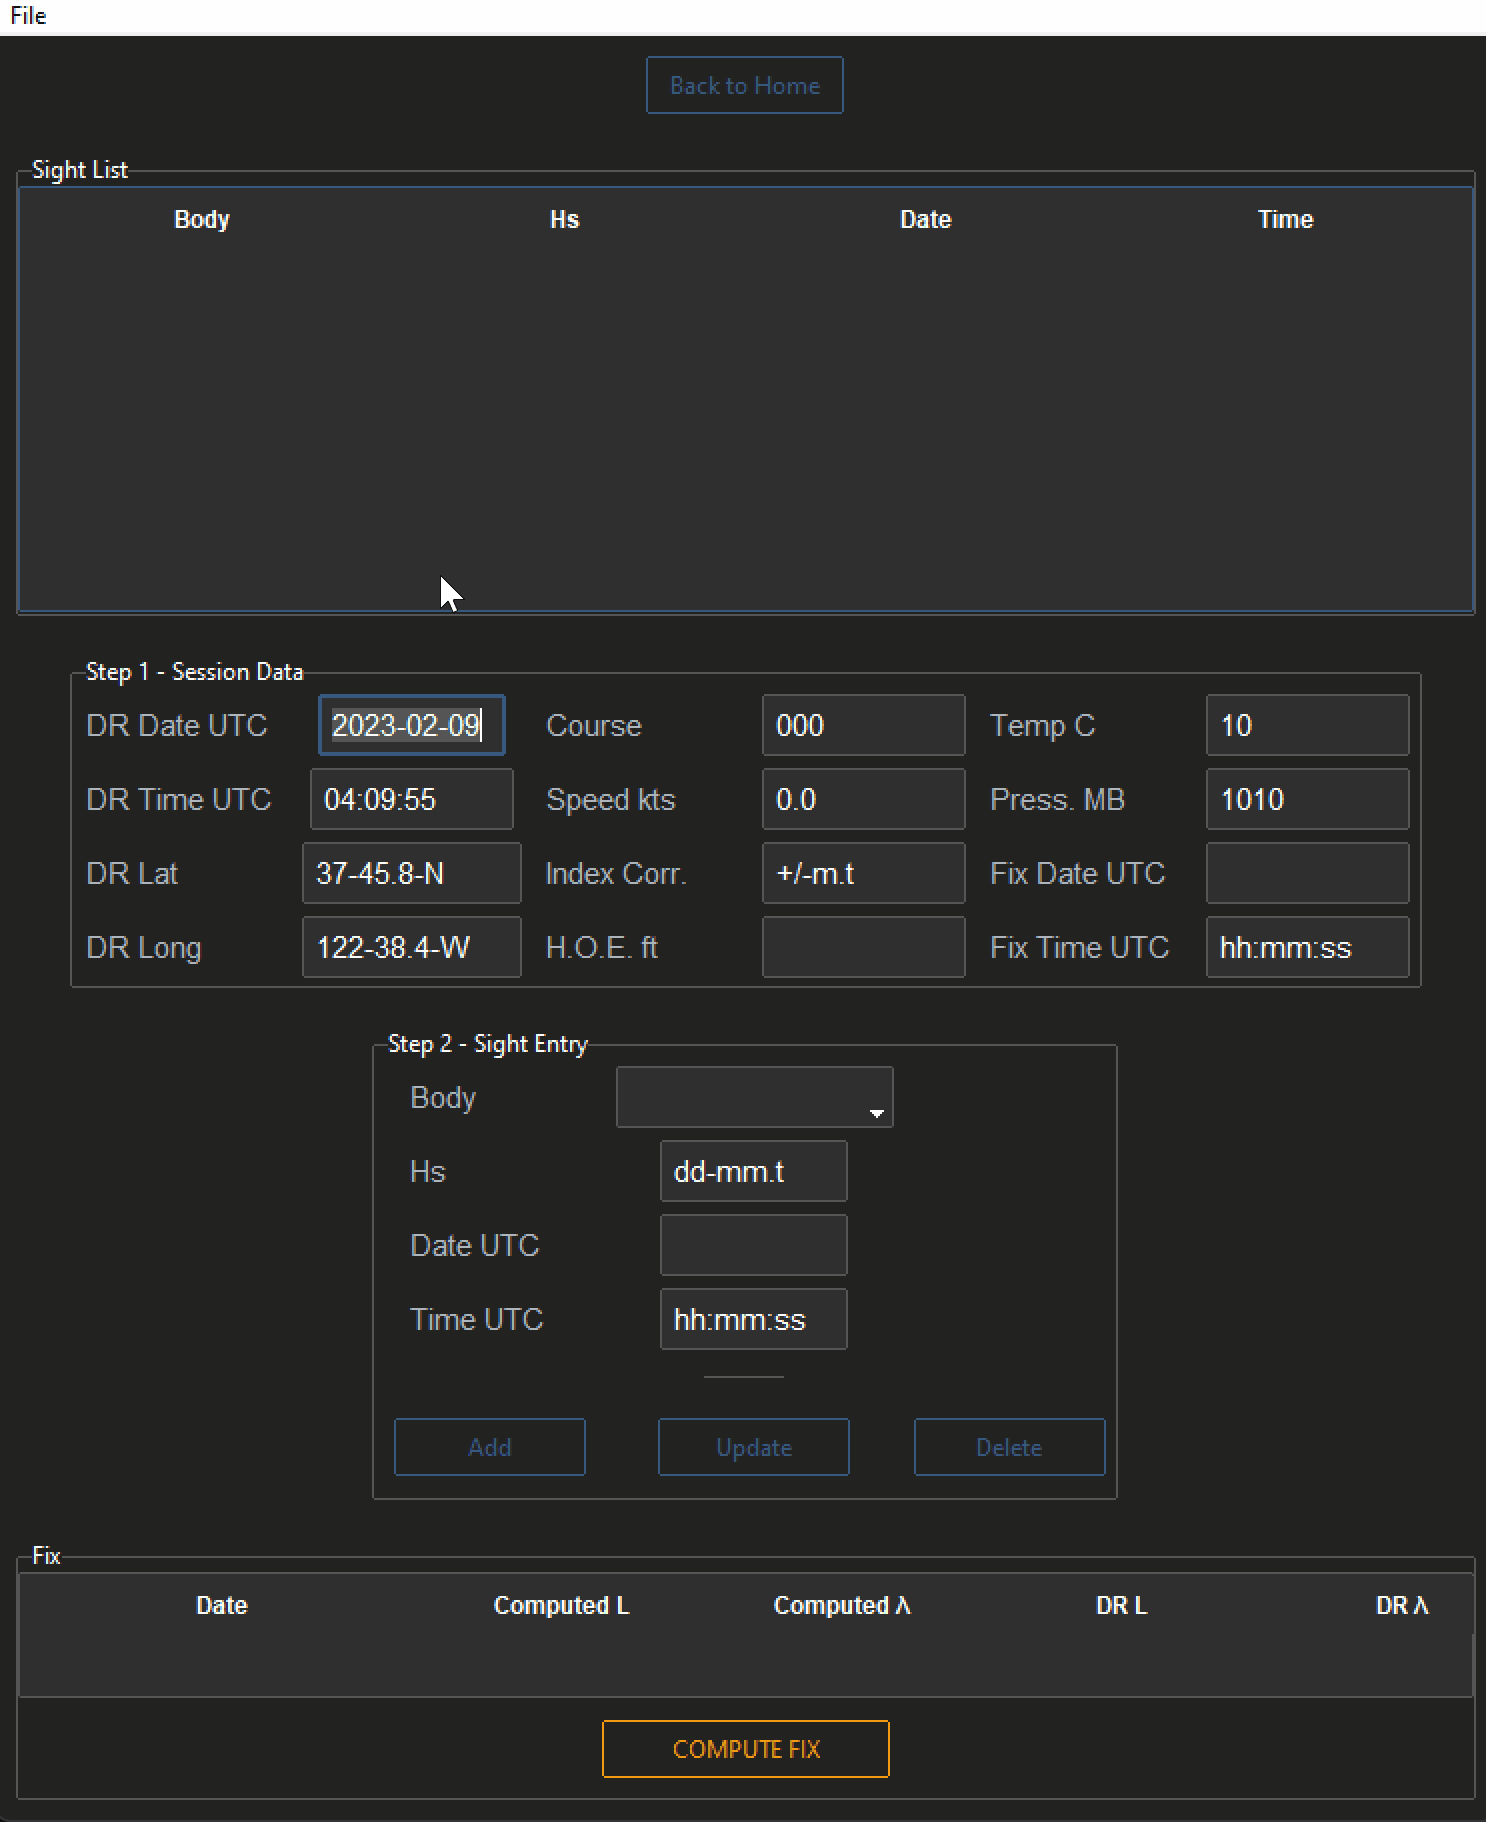 File
Back to Home
Sight List
Body Hs Date Time
Step 1 - Session Data
DR Date UTC 2023-02-09 Course 000 Temp C 10
DR Time UTC 04:09:55 Speed kts 0.0 Press. MB 1010
DR Lat 37-45.8-N Index Corr. +/-m.t Fix Date UTC
DR Long 122-38.4-W H.O.E. ft Fix Time UTC hh:mm:ss
Step 2 - Sight Entry
Body
Hs dd-mm.t
Date UTC
Time UTC hh:mm:ss
Add Update Delete
Fix
Date Computed L Computed λ DR L DR λ
COMPUTE FIX